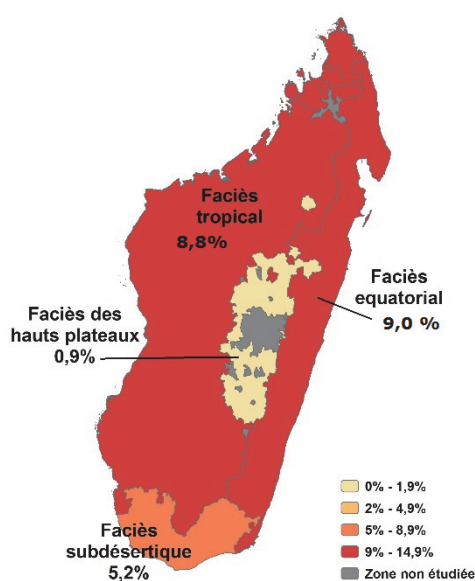 Faciès
tropical
8,8%
Faciès
equatorial
9,0 %
Faciès des
hauts plateaux
0,9%
Faciès
subdésertique
5,2%
0% - 1,9%
2% - 4,9%
5% - 8,9%
9% - 14,9%
Zone non étudiée